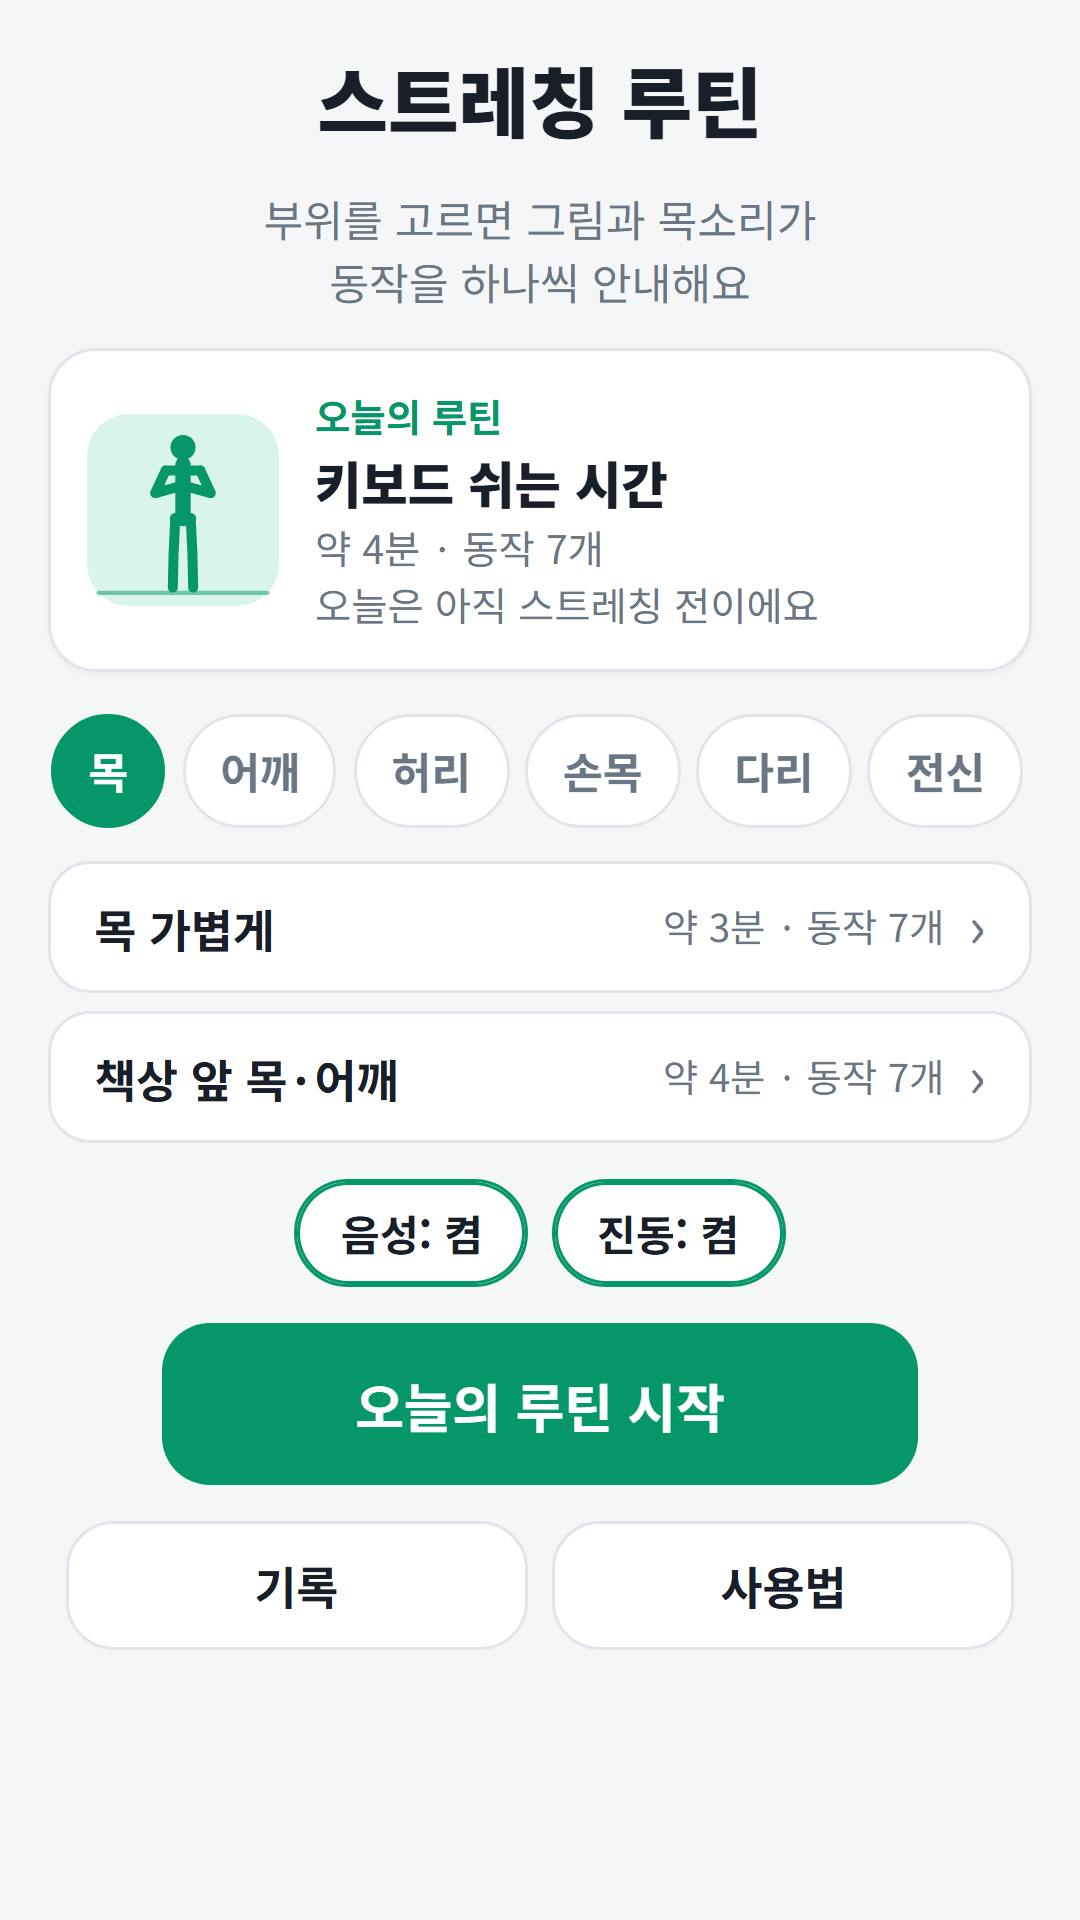 스트레칭 루틴
부위를 고르면 그림과 목소리가
동작을 하나씩 안내해요
오늘의 루틴
키보드 쉬는 시간
약 4분 · 동작 7개
오늘은 아직 스트레칭 전이에요
목 어깨 허리 손목 다리 전신
목 가볍게 약 3분 · 동작 7개 ›
책상 앞 목·어깨 약 4분 · 동작 7개 ›
음성: 켬 진동: 켬
오늘의 루틴 시작
기록 사용법